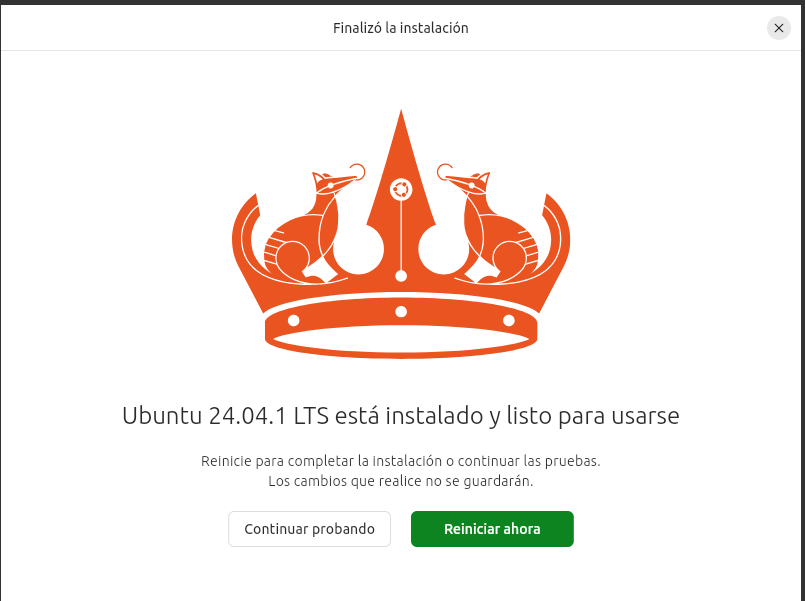 Finalizó la instalación
Ubuntu 24.04.1 LTS está instalado y listo para usarse
Reinicie para completar la instalación o continuar las pruebas.
Los cambios que realice no se guardarán.
Continuar probando
Reiniciar ahora